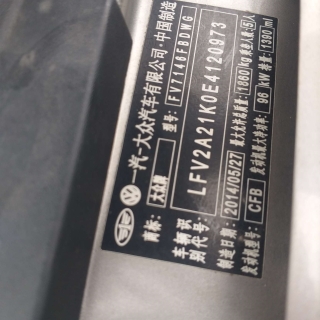 一汽-大众汽车有限公司·中国制造
商标: 大众牌 型号: FV7146FBDWG
车辆识别代号: LFV2A21K0E4120973
制造日期: 2014/05/27 最大允许总质量: 1860 kg 乘坐人数: 5人
发动机型号: CFB 发动机最大净功率: 96 kW 排量: 1390 ml